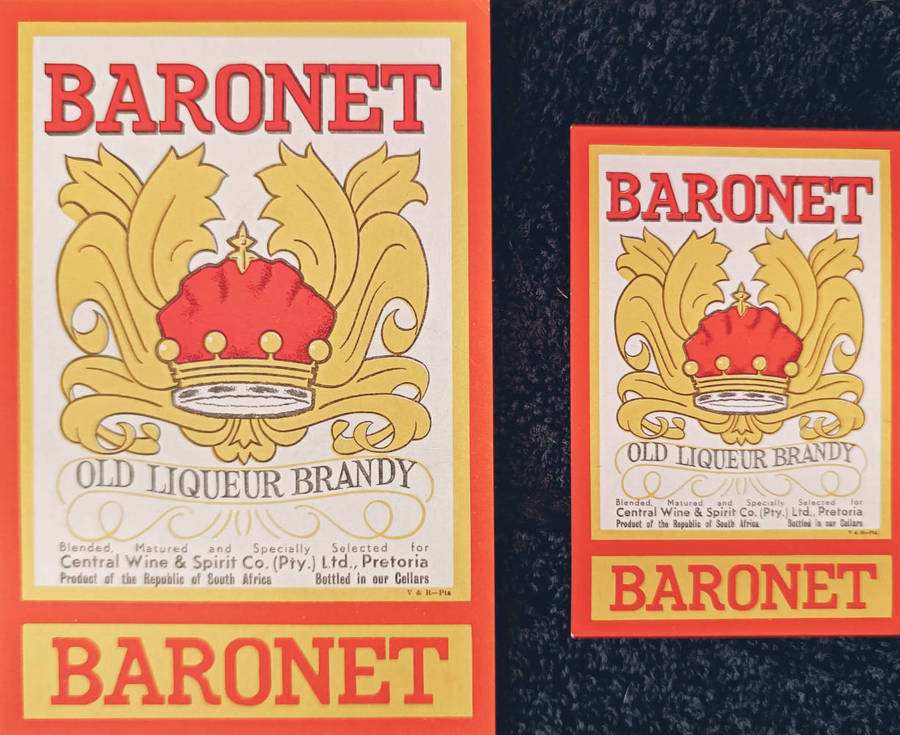 BARONET
OLD LIQUEUR BRANDY
Blended, Matured and Specially Selected for
Central Wine & Spirit Co. (Pty.) Ltd., Pretoria
Product of the Republic of South Africa Bottled in our Cellars
V & R—Pta
BARONET
BARONET
OLD LIQUEUR BRANDY
Blended, Matured and Specially Selected for
Central Wine & Spirit Co. (Pty.) Ltd., Pretoria
Product of the Republic of South Africa Bottled in our Cellars
V & R—Pta.
BARONET